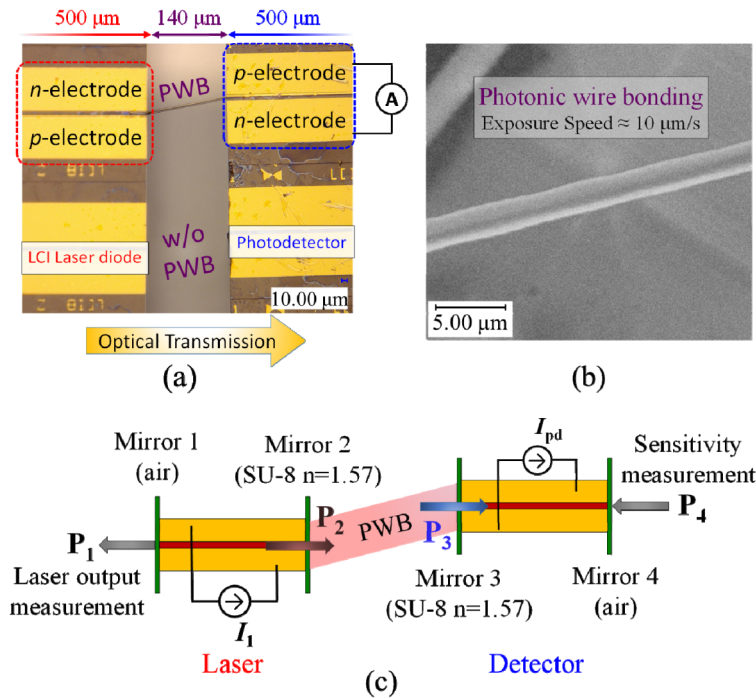 500 μm
140 μm
500 μm
n-electrode
p-electrode
PWB
p-electrode
n-electrode
A
w/o
PWB
LCI Laser diode
Photodetector
10.00 μm
Optical Transmission
(a)
Photonic wire bonding
Exposure Speed ≈ 10 μm/s
5.00 μm
(b)
Mirror 1
(air)
Mirror 2
(SU-8 n=1.57)
Ipd
Sensitivity
measurement
P1
P2
PWB
P3
P4
Laser output
measurement
I1
Mirror 3
(SU-8 n=1.57)
Mirror 4
(air)
Laser
Detector
(c)